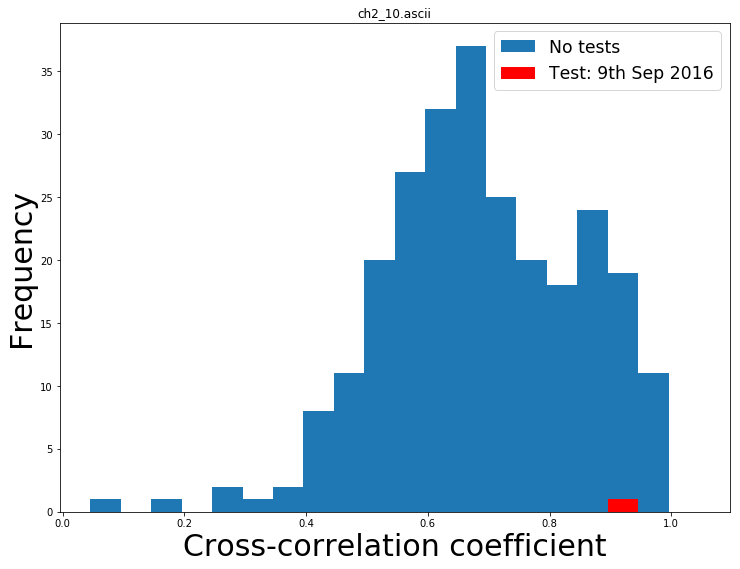 ch2_10.ascii
No tests
Test: 9th Sep 2016
Frequency
35
30
25
20
15
10
5
0
0.0 0.2 0.4 0.6 0.8 1.0
Cross-correlation coefficient